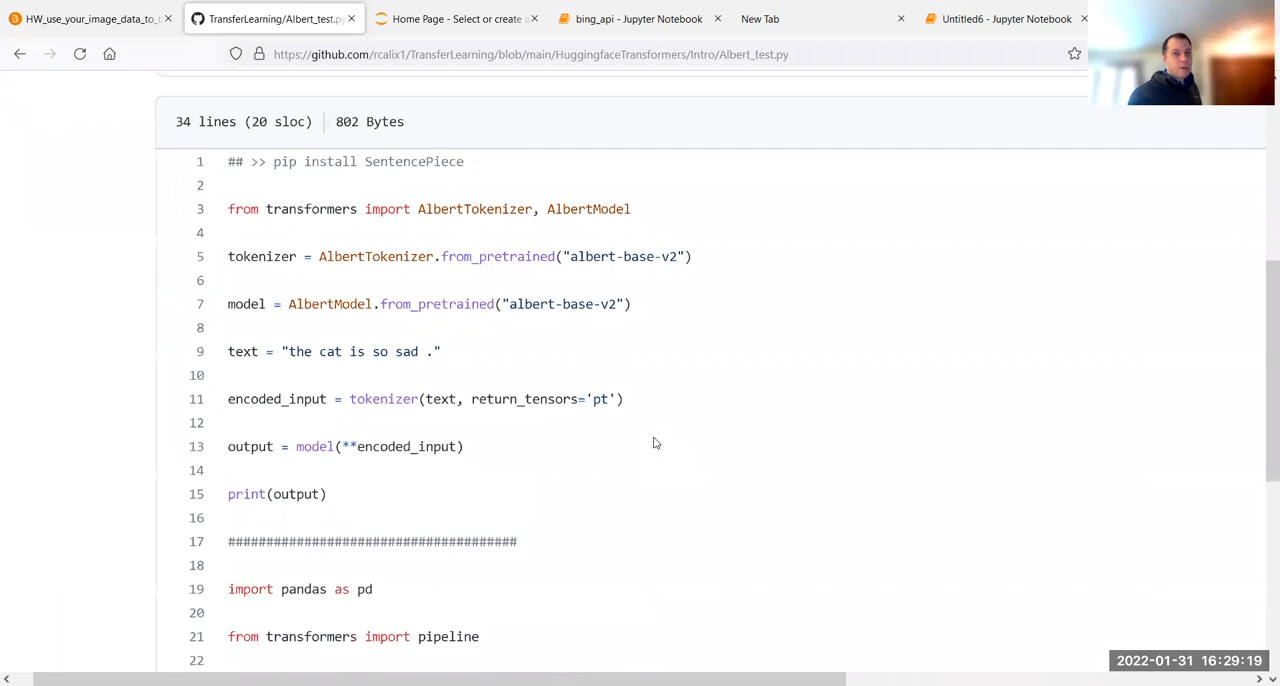 HW_use_your_image_data_to_
TransferLearning/Albert_test.py
Home Page - Select or create a
bing_api - Jupyter Notebook
New Tab
Untitled6 - Jupyter Notebook
https://github.com/rcalix1/TransferLearning/blob/main/HuggingfaceTransformers/Intro/Albert_test.py
34 lines (20 sloc) 802 Bytes
1 ## >> pip install SentencePiece
2
3 from transformers import AlbertTokenizer, AlbertModel
4
5 tokenizer = AlbertTokenizer.from_pretrained("albert-base-v2")
6
7 model = AlbertModel.from_pretrained("albert-base-v2")
8
9 text = "the cat is so sad ."
10
11 encoded_input = tokenizer(text, return_tensors='pt')
12
13 output = model(**encoded_input)
14
15 print(output)
16
17 ######################################
18
19 import pandas as pd
20
21 from transformers import pipeline
22
2022-01-31 16:29:19